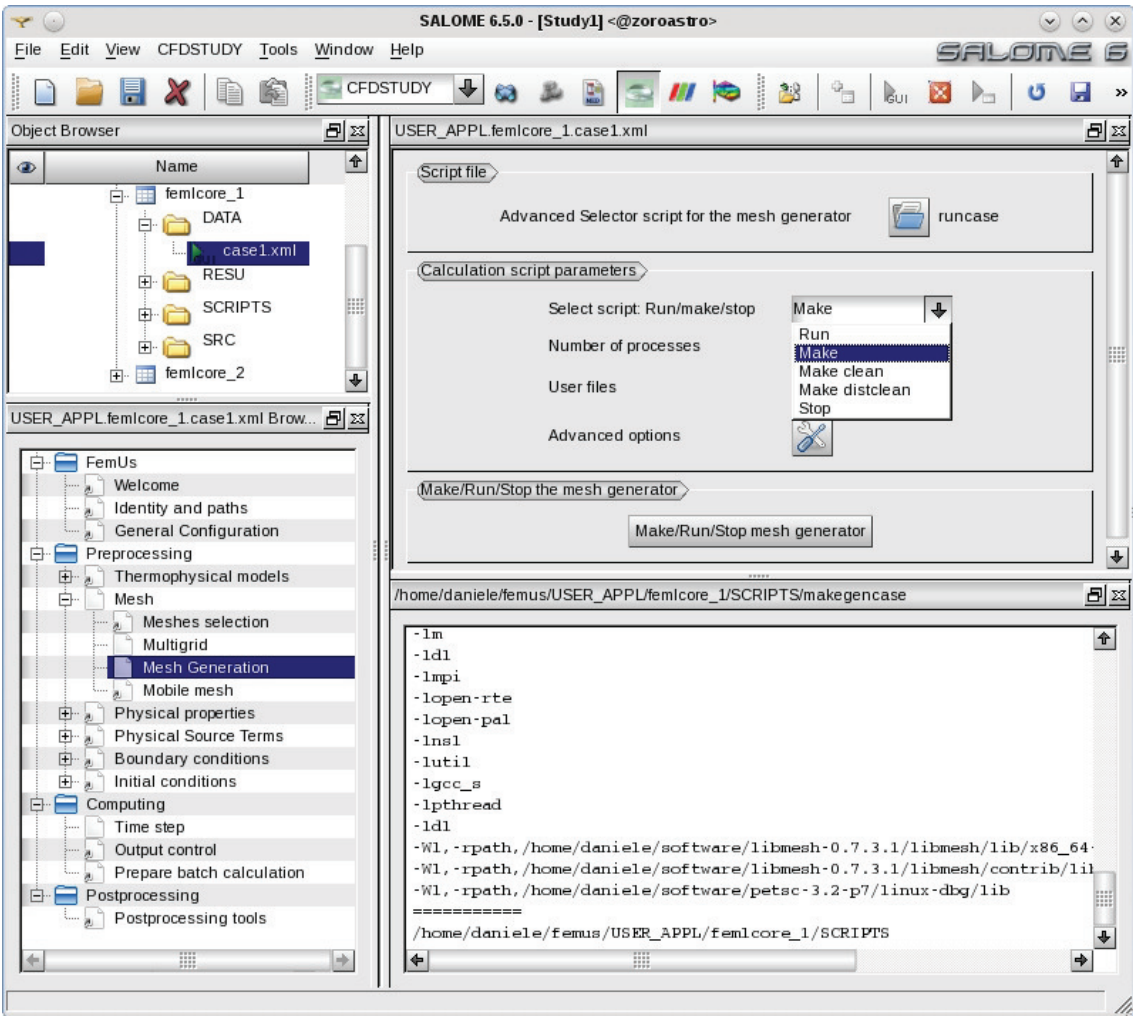 SALOME 6.5.0 - [Study1] <@zoroastro>
File Edit View CFDSTUDY Tools Window Help
SALOME 6
CFDSTUDY
MED
GUI
»
Object Browser
Name
femlcore_1
DATA
case1.xml
RESU
SCRIPTS
SRC
femlcore_2
USER_APPL.femlcore_1.case1.xml Brow...
FemUs
Welcome
Identity and paths
General Configuration
Preprocessing
Thermophysical models
Mesh
Meshes selection
Multigrid
Mesh Generation
Mobile mesh
Physical properties
Physical Source Terms
Boundary conditions
Initial conditions
Computing
Time step
Output control
Prepare batch calculation
Postprocessing
Postprocessing tools
USER_APPL.femlcore_1.case1.xml
Script file
Advanced Selector script for the mesh generator runcase
Calculation script parameters
Select script: Run/make/stop Make
Run
Number of processes Make
Make clean
User files Make distclean
Stop
Advanced options
Make/Run/Stop the mesh generator
Make/Run/Stop mesh generator
/home/daniele/femus/USER_APPL/femlcore_1/SCRIPTS/makegencase
-lm
-ldl
-lmpi
-lopen-rte
-lopen-pal
-lnsl
-lutil
-lgcc_s
-lpthread
-ldl
-Wl,-rpath,/home/daniele/software/libmesh-0.7.3.1/libmesh/lib/x86_64-
-Wl,-rpath,/home/daniele/software/libmesh-0.7.3.1/libmesh/contrib/lib
-Wl,-rpath,/home/daniele/software/petsc-3.2-p7/linux-dbg/lib
===========
/home/daniele/femus/USER_APPL/femlcore_1/SCRIPTS